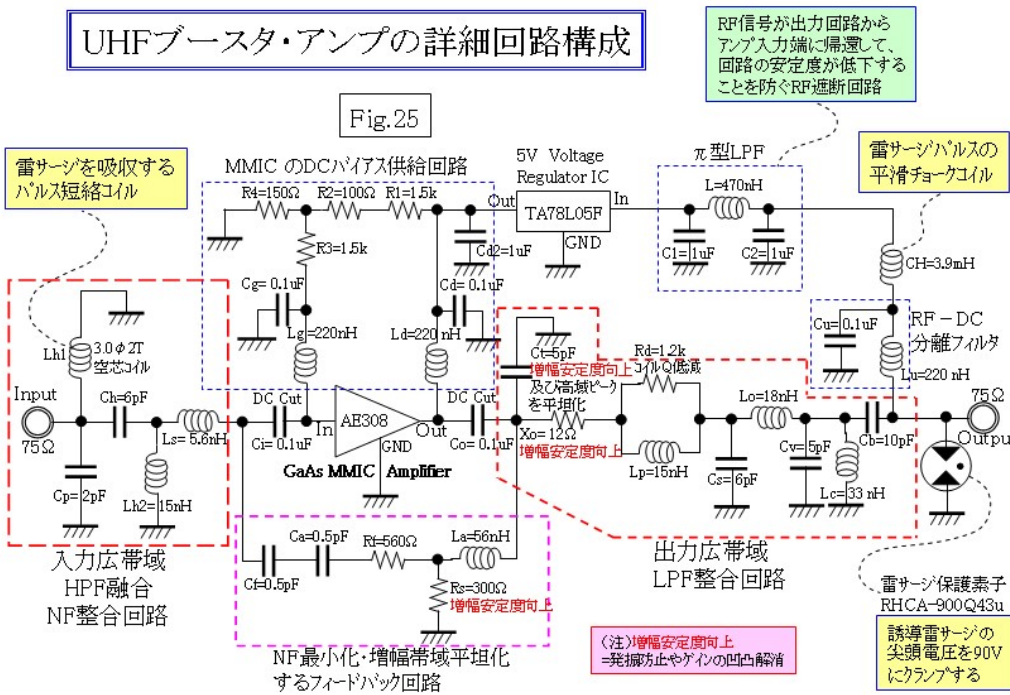 UHFブースタ・アンプの詳細回路構成
RF信号が出力回路から
アンプ入力端に帰還して、
回路の安定度が低下する
ことを防ぐRF遮断回路
Fig.25
雷サージを吸収する
パルス短絡コイル
MMICのDCバイアス供給回路
R4=150Ω
R2=100Ω
R1=1.5k
R3=1.5k
Cg=0.1uF
Lg=220nH
Cd2=1uF
Cd=0.1uF
Ld=220nH
5V Voltage
Regulator IC
Out
TA78L05F
In
GND
π型LPF
L=470nH
C1=1uF
C2=1uF
雷サージパルスの
平滑チョークコイル
CH=3.9mH
Cu=0.1uF
RF-DC
分離フィルタ
Lu=220nH
Lh1
3.0φ2T
空芯コイル
Input
75Ω
Ch=6pF
Ls=5.6nH
Cp=2pF
Lh2=15nH
DC Cut
Ci=0.1uF
In
AE308
Out
GND
GaAs MMIC Amplifier
DC Cut
Co=0.1uF
Ct=5pF
増幅安定度向上
及び高域ピーク
を平坦化
Xo=12Ω
増幅安定度向上
Rd=1.2k
コイルQ低減
Lp=15nH
Cs=6pF
Lo=18nH
Cv=5pF
Lc=33nH
Cb=10pF
75Ω
Output
入力広帯域
HPF融合
NF整合回路
Cf=0.5pF
Ca=0.5pF
Rf=560Ω
La=56nH
Rs=300Ω
増幅安定度向上
NF最小化・増幅帯域平坦化
するフィードバック回路
出力広帯域
LPF整合回路
(注)増幅安定度向上
=発振防止やゲインの凹凸解消
雷サージ保護素子
RHCA-900Q43u
誘導雷サージの
尖頭電圧を90V
にクランプする